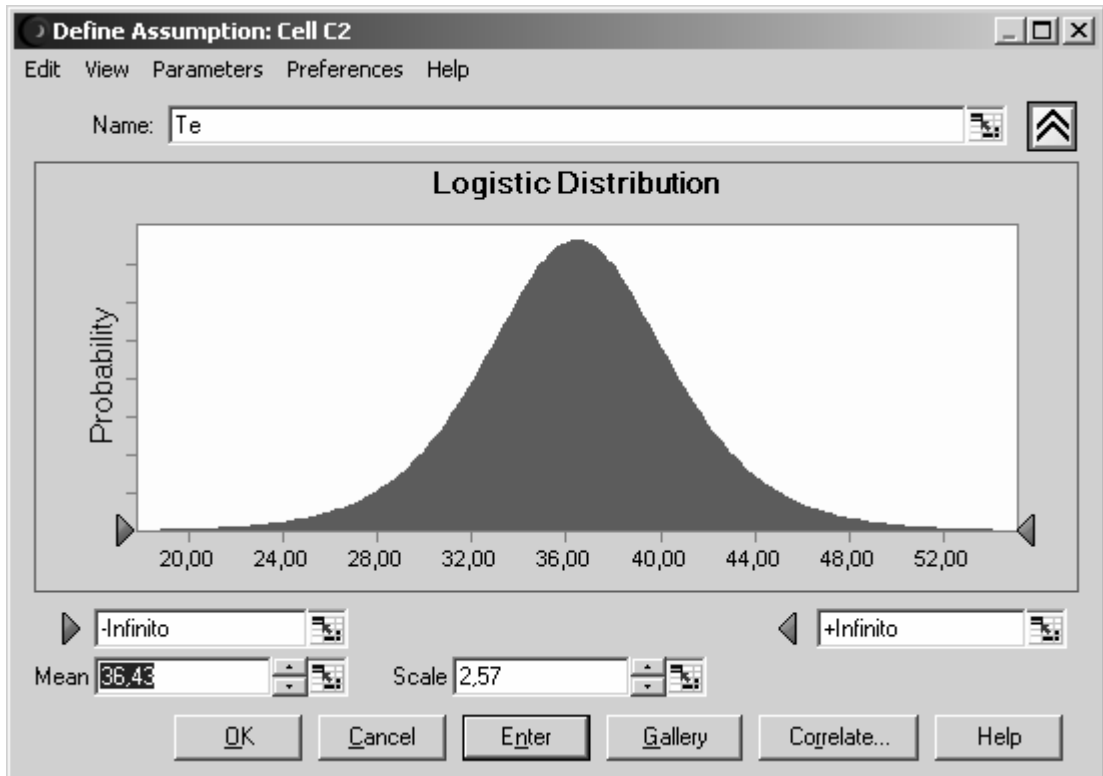 Define Assumption: Cell C2
Edit View Parameters Preferences Help
Name: Te
Logistic Distribution
Probability
20,00 24,00 28,00 32,00 36,00 40,00 44,00 48,00 52,00
-Infinito +Infinito
Mean 36,43 Scale 2,57
OK Cancel Enter Gallery Correlate... Help